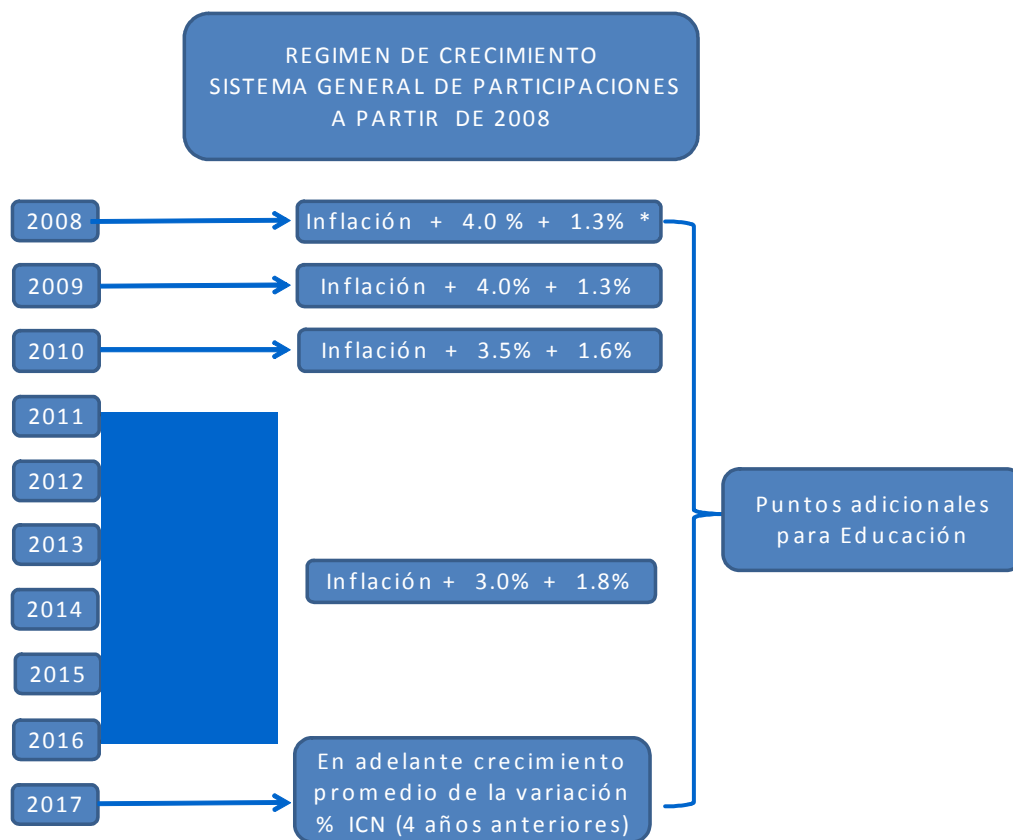 REGIMEN DE CRECIMIENTO
SISTEMA GENERAL DE PARTICIPACIONES
A PARTIR DE 2008
2008
Inflación + 4.0 % + 1.3% *
2009
Inflación + 4.0% + 1.3%
2010
Inflación + 3.5% + 1.6%
2011
2012
2013
2014
2015
2016
Inflación + 3.0% + 1.8%
Puntos adicionales
para Educación
2017
En adelante crecimiento
promedio de la variación
% ICN (4 años anteriores)